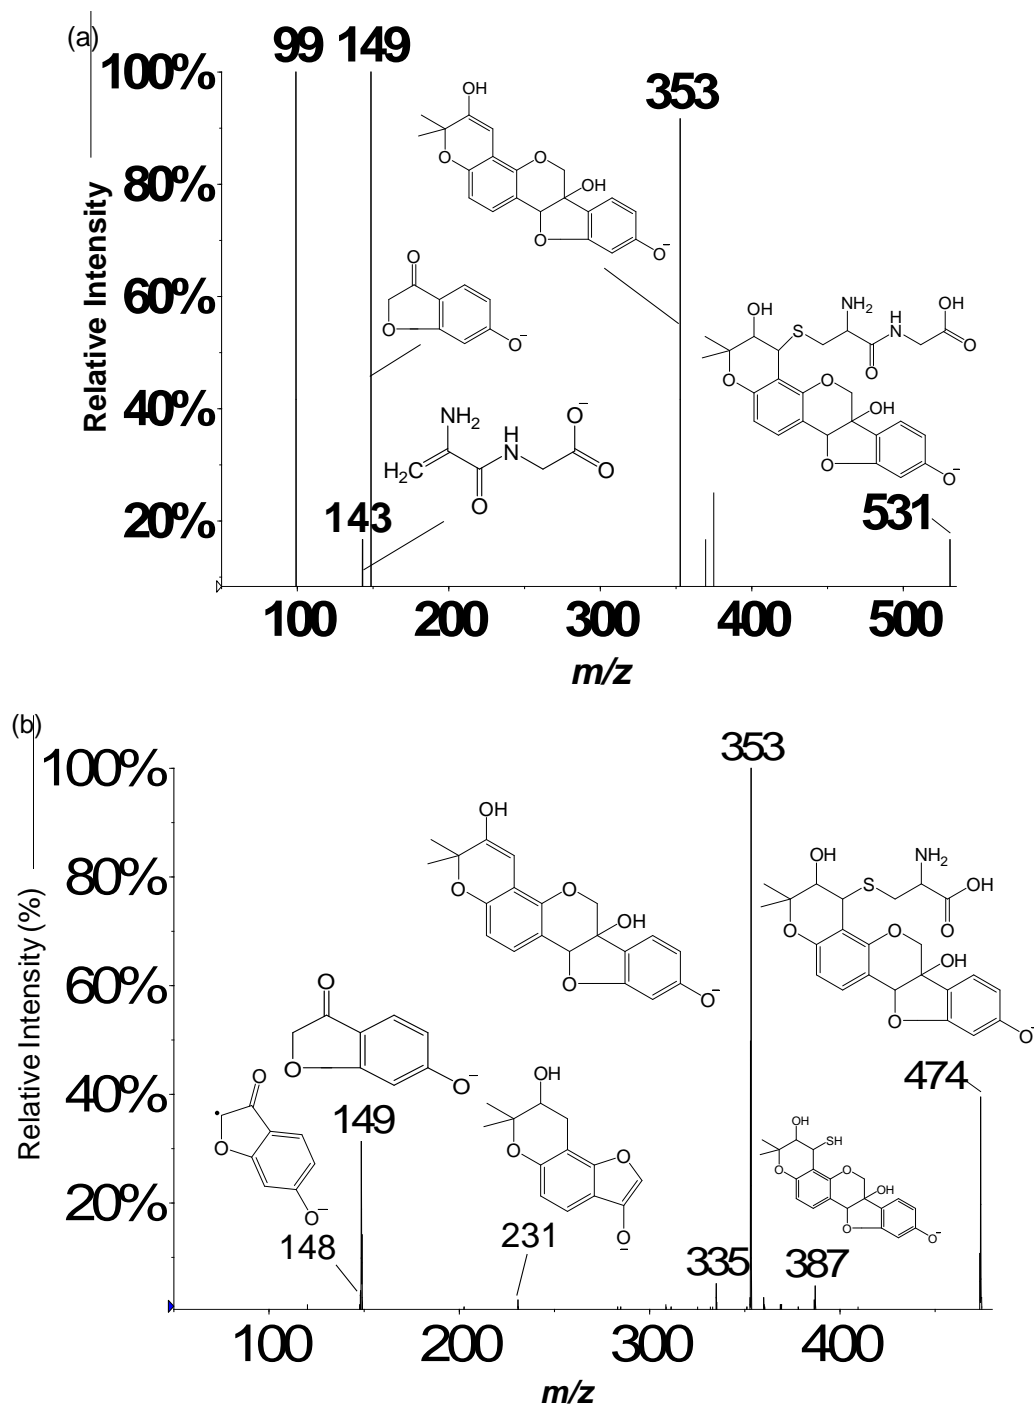 (a)
99 149
353
100%
80%
60%
40%
20%
Relative Intensity
OH
O
O
OH
O
O⁻
O
O
O⁻
NH2
H
N
H2C
O
O⁻
O
143
OH
S
NH2
H
N
OH
O
O
O
O
OH
O
O⁻
531
100 200 300 400 500
m/z
(b)
353
100%
80%
60%
40%
20%
Relative Intensity (%)
OH
O
O
OH
O
O⁻
OH
S
NH2
OH
O
O
O
OH
O
O⁻
474
O
O
O⁻
149
O
O
O⁻
148
OH
O
O
O⁻
231
OH
SH
O
O
OH
O
O⁻
335 387
100 200 300 400
m/z